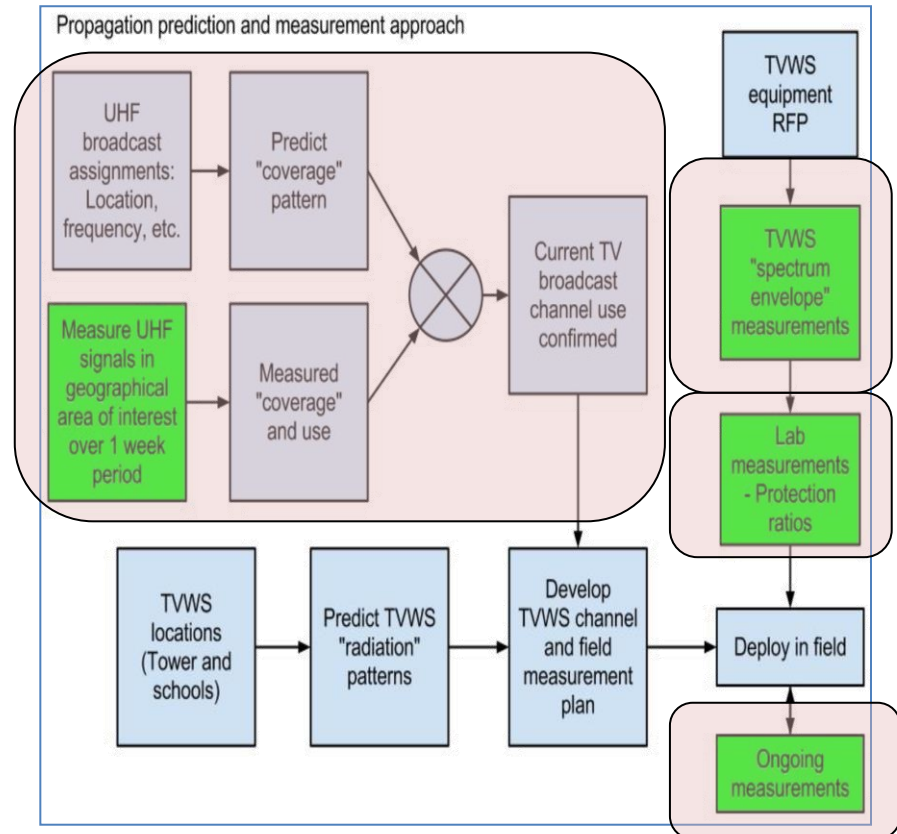 Propagation prediction and measurement approach
UHF
broadcast
assignments:
Location,
frequency, etc.
Predict
"coverage"
pattern
Current TV
broadcast
channel use
confirmed
Measure UHF
signals in
geographical
area of interest
over 1 week
period
Measured
"coverage"
and use
TVWS
equipment
RFP
TVWS
"spectrum
envelope"
measurements
Lab
measurements
- Protection
ratios
TVWS
locations
(Tower and
schools)
Predict TVWS
"radiation"
patterns
Develop
TVWS channel
and field
measurement
plan
Deploy in field
Ongoing
measurements